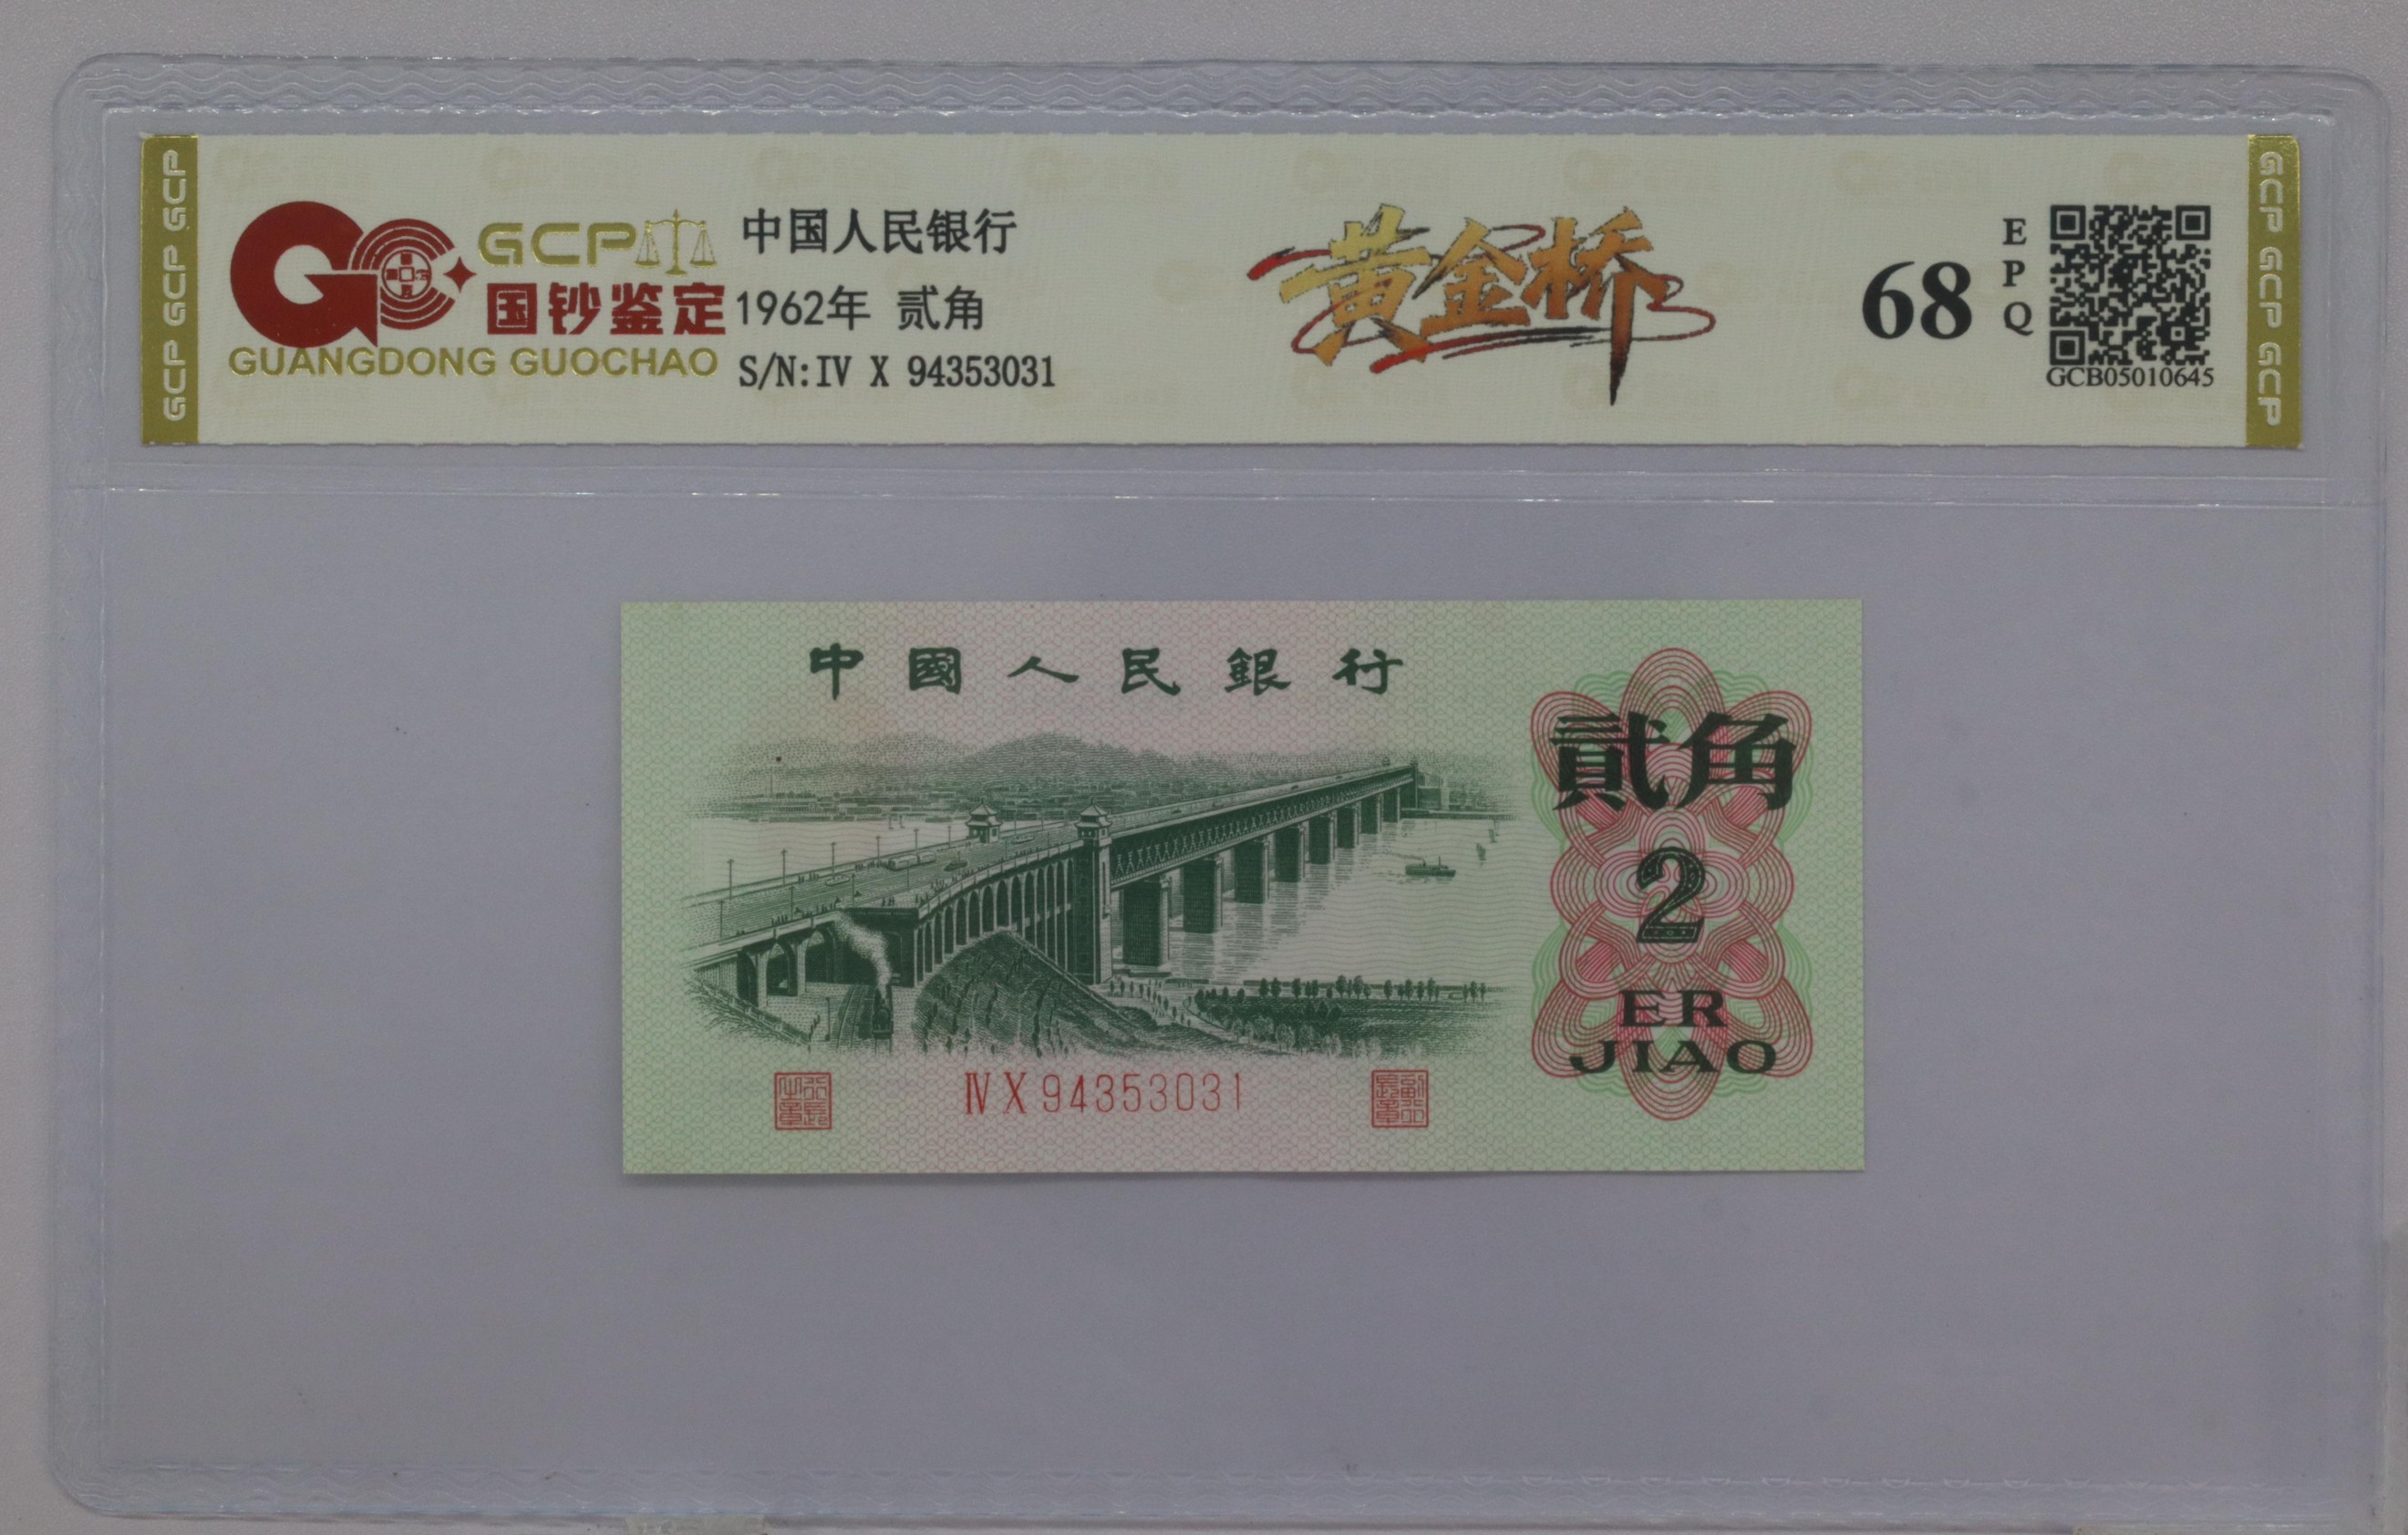 GCP GCP GCP
GCP
国钞鉴定
GUANGDONG GUOCHAO
中国人民银行
1962年 贰角
S/N:IV X 94353031
黄金桥
68
EPQ
GCB05010645
GCP GCP GCP
中國人民銀行
貳角
2
ER
JIAO
ⅣⅩ94353031